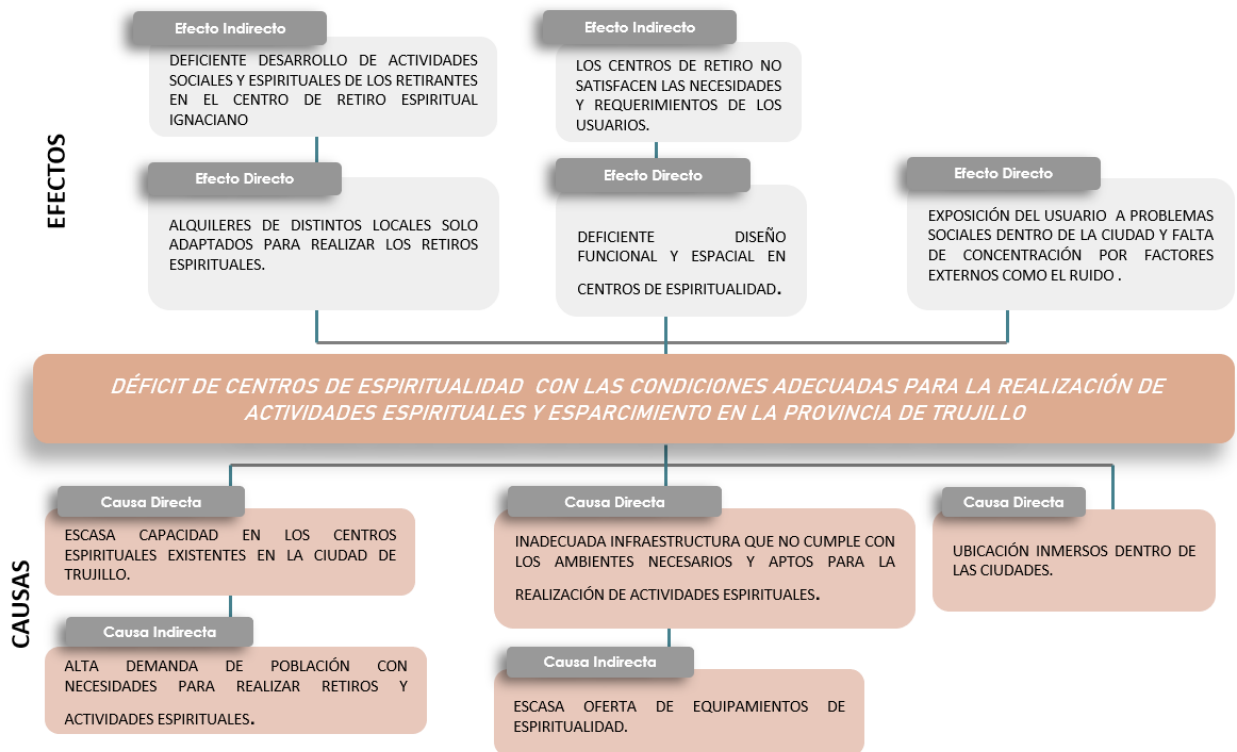 Efecto Indirecto
DEFICIENTE DESARROLLO DE ACTIVIDADES
SOCIALES Y ESPIRITUALES DE LOS RETIRANTES
EN EL CENTRO DE RETIRO ESPIRITUAL
IGNACIANO
Efecto Indirecto
LOS CENTROS DE RETIRO NO
SATISFACEN LAS NECESIDADES
Y REQUERIMIENTOS DE LOS
USUARIOS.
EFECTOS
Efecto Directo
ALQUILERES DE DISTINTOS LOCALES SOLO
ADAPTADOS PARA REALIZAR LOS RETIROS
ESPIRITUALES.
Efecto Directo
DEFICIENTE DISEÑO
FUNCIONAL Y ESPACIAL EN
CENTROS DE ESPIRITUALIDAD.
Efecto Directo
EXPOSICIÓN DEL USUARIO A PROBLEMAS
SOCIALES DENTRO DE LA CIUDAD Y FALTA
DE CONCENTRACIÓN POR FACTORES
EXTERNOS COMO EL RUIDO .
DÉFICIT DE CENTROS DE ESPIRITUALIDAD CON LAS CONDICIONES ADECUADAS PARA LA REALIZACIÓN DE
ACTIVIDADES ESPIRITUALES Y ESPARCIMIENTO EN LA PROVINCIA DE TRUJILLO
CAUSAS
Causa Directa
ESCASA CAPACIDAD EN LOS CENTROS
ESPIRITUALES EXISTENTES EN LA CIUDAD DE
TRUJILLO.
Causa Directa
INADECUADA INFRAESTRUCTURA QUE NO CUMPLE CON
LOS AMBIENTES NECESARIOS Y APTOS PARA LA
REALIZACIÓN DE ACTIVIDADES ESPIRITUALES.
Causa Directa
UBICACIÓN INMERSOS DENTRO DE
LAS CIUDADES.
Causa Indirecta
ALTA DEMANDA DE POBLACIÓN CON
NECESIDADES PARA REALIZAR RETIROS Y
ACTIVIDADES ESPIRITUALES.
Causa Indirecta
ESCASA OFERTA DE EQUIPAMIENTOS DE
ESPIRITUALIDAD.